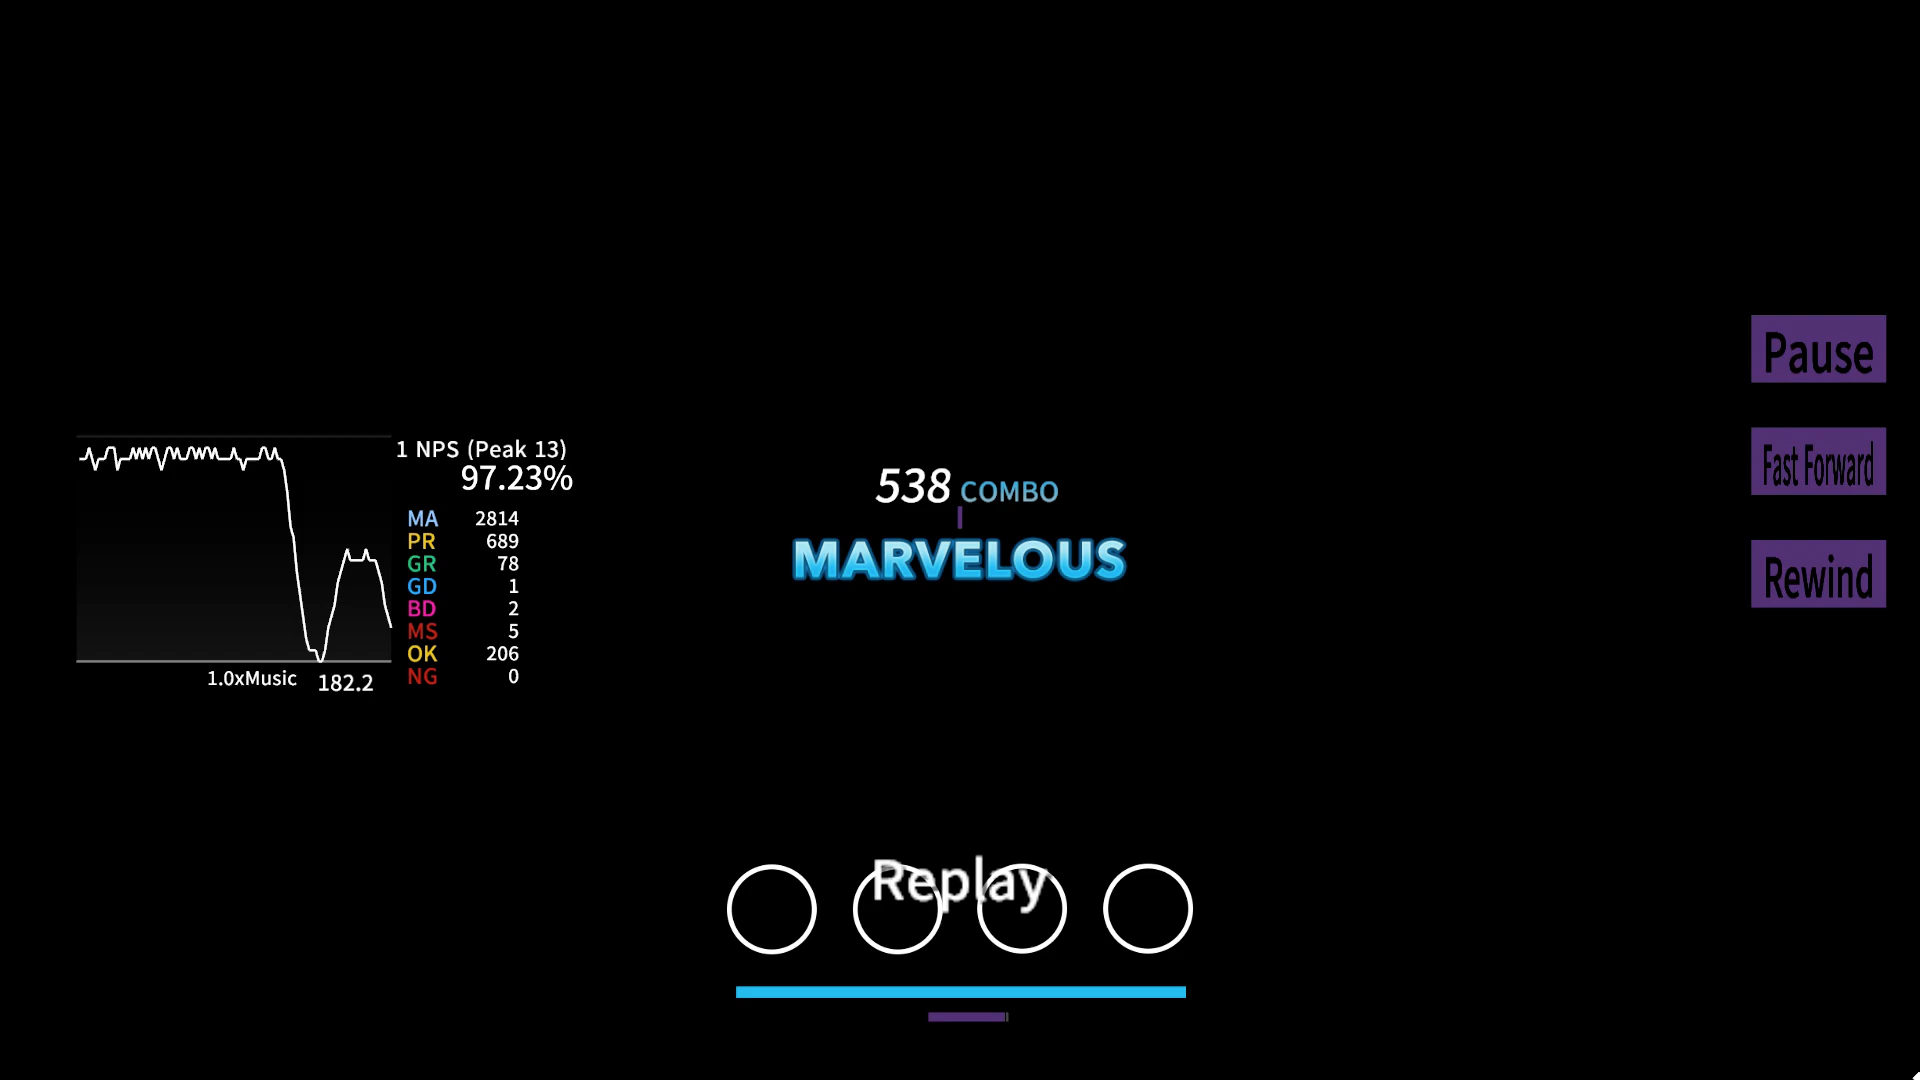 1 NPS (Peak 13)
97.23%
MA 2814
PR 689
GR 78
GD 1
BD 2
MS 5
OK 206
NG 0
1.0xMusic 182.2
538 COMBO
MARVELOUS
Pause
Fast Forward
Rewind
Replay